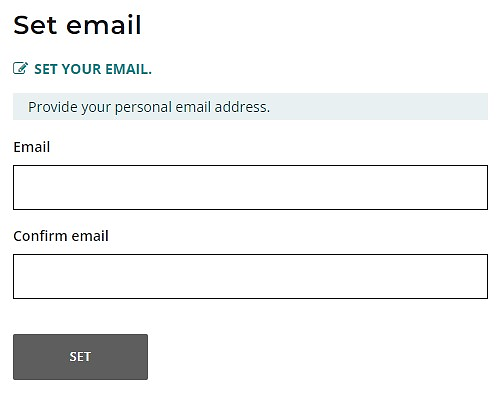 Set email
SET YOUR EMAIL.
Provide your personal email address.
Email
Confirm email
SET